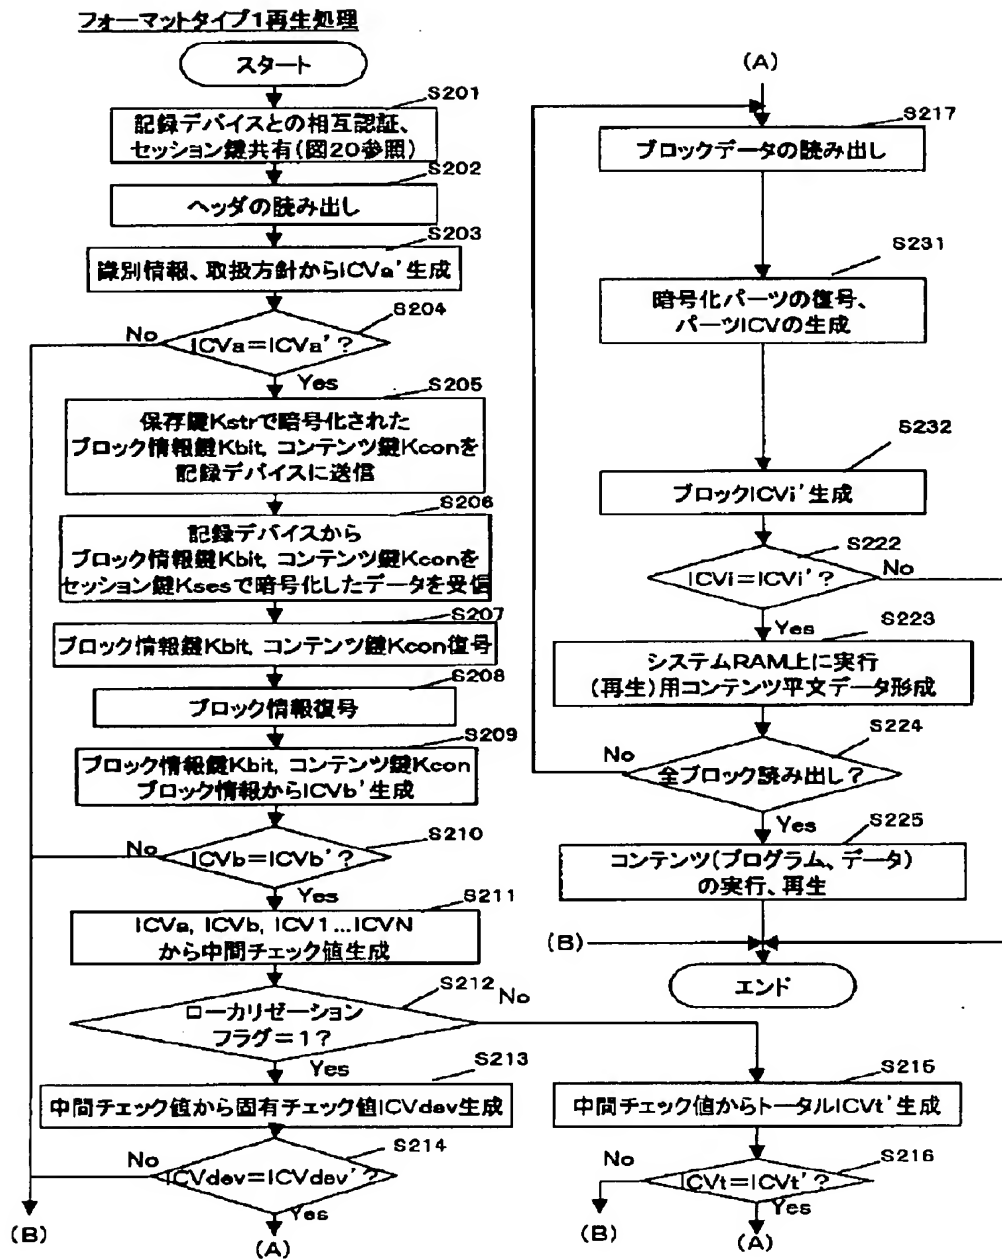 フォーマットタイプ1再生処理
スタート
S201
記録デバイスとの相互認証、
セッション鍵共有(図20参照)
S202
ヘッダの読み出し
S203
識別情報、取扱方針からICVa'生成
S204
ICVa=ICVa'?
No
Yes
S205
保存鍵Kstrで暗号化された
ブロック情報鍵Kbit, コンテンツ鍵Kconを
記録デバイスに送信
S206
記録デバイスから
ブロック情報鍵Kbit, コンテンツ鍵Kconを
セッション鍵Ksesで暗号化したデータを受信
S207
ブロック情報鍵Kbit, コンテンツ鍵Kcon復号
S208
ブロック情報復号
S209
ブロック情報鍵Kbit, コンテンツ鍵Kcon
ブロック情報からICVb'生成
S210
No
ICVb=ICVb'?
Yes
S211
ICVa, ICVb, ICV1...ICVN
から中間チェック値生成
S212
No
ローカリゼーション
フラグ=1?
Yes
S213
中間チェック値から固有チェック値ICVdev生成
S214
No
ICVdev=ICVdev'?
Yes
(B)
(A)
(A)
S217
ブロックデータの読み出し
S231
暗号化パーツの復号、
パーツICVの生成
S232
ブロックICVi'生成
S222
ICVi=ICVi'?
No
Yes
S223
システムRAM上に実行
(再生)用コンテンツ平文データ形成
S224
No
全ブロック読み出し?
Yes
S225
コンテンツ(プログラム、データ)
の実行、再生
(B)
エンド
S215
中間チェック値からトータルICVt'生成
S216
No
ICVt=ICVt'?
Yes
(B)
(A)